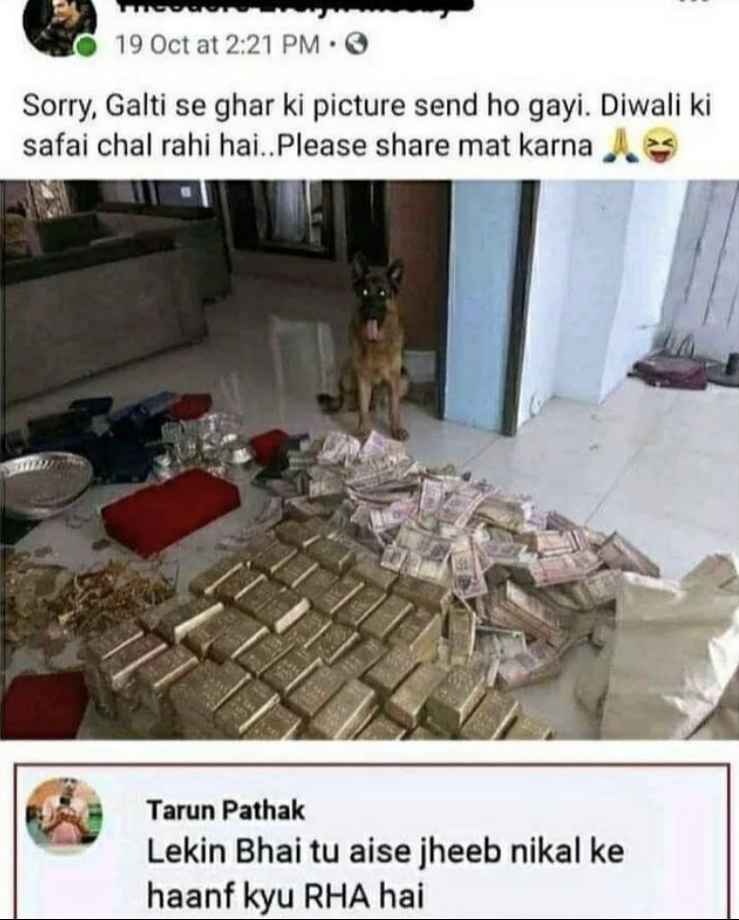 19 Oct at 2:21 PM
Sorry, Galti se ghar ki picture send ho gayi. Diwali ki
safai chal rahi hai..Please share mat karna 🙏😆
Tarun Pathak
Lekin Bhai tu aise jheeb nikal ke
haanf kyu RHA hai